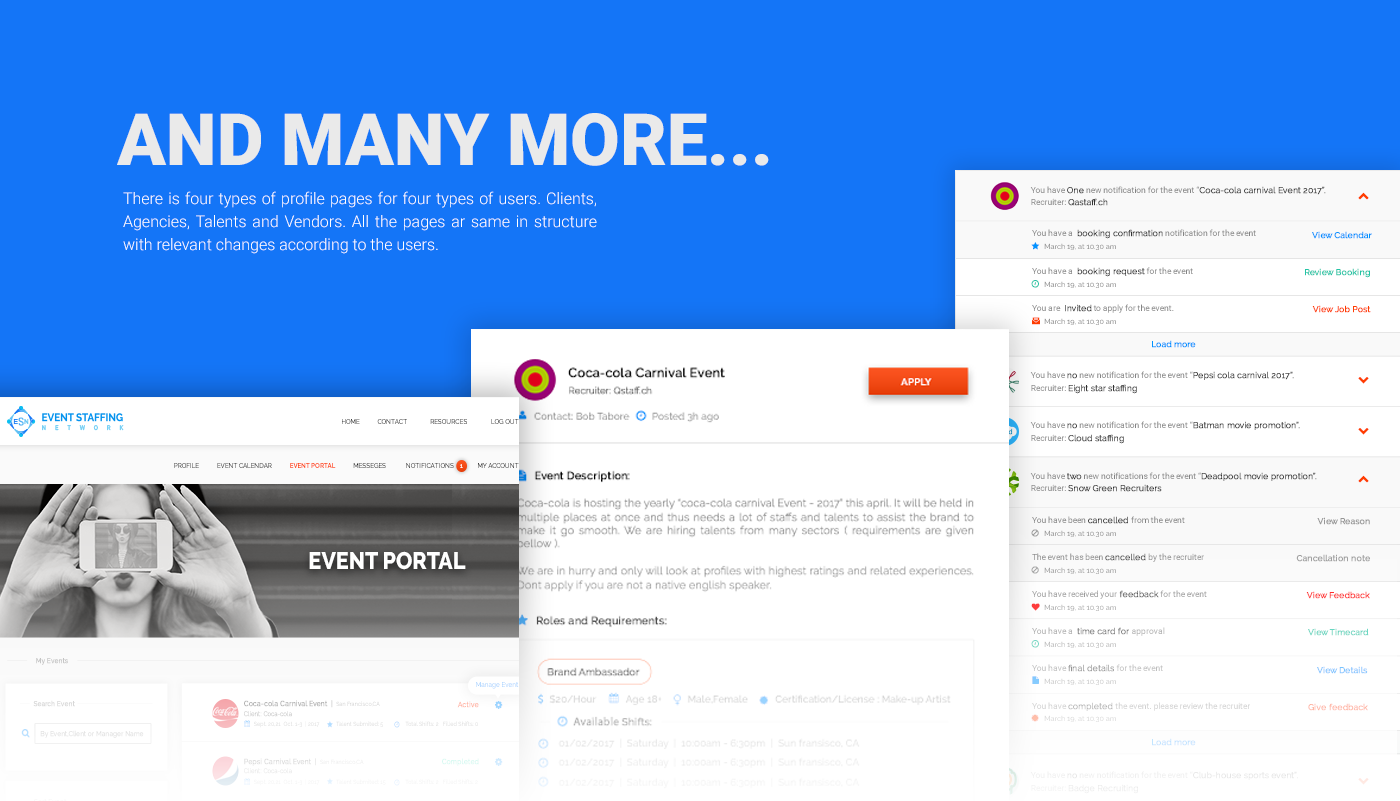 AND MANY MORE...
There is four types of profile pages for four types of users. Clients,
Agencies, Talents and Vendors. All the pages ar same in structure
with relevant changes according to the users.
EVENT STAFFING
NETWORK
HOME
CONTACT
RESOURCES
LOG OUT
PROFILE
EVENT CALENDAR
EVENT PORTAL
MESSEGES
NOTIFICATIONS 1
MY ACCOUNT
EVENT PORTAL
My Events
Manage Event
Search Event
By Event,Client or Manager Name
Coca-cola Carnival Event | San Francisco,CA
Client: Coca-cola
Active
Pepsi Carnival Event |
Client: Coca-cola
Completed
Coca-cola Carnival Event
Recruiter: Qstaff.ch
APPLY
Contact: Bob Tabore
Posted 3h ago
Event Description:
Coca-cola is hosting the yearly "coca-cola carnival Event - 2017" this april. It will be held in
multiple places at once and thus needs a lot of staffs and talents to assist the brand to
make it go smooth. We are hiring talents from many sectors ( requirements are given
bellow ).
We are in hurry and only will look at profiles with highest ratings and related experiences.
Dont apply if you are not a native english speaker.
Roles and Requirements:
Brand Ambassador
$20/Hour
Age 18+
Male,Female
Certification/License : Make-up Artist
Available Shifts:
01/02/2017 | Saturday | 10:00am - 6:30pm | Sun fransisco, CA
01/02/2017 | Saturday | 10:00am - 6:30pm | Sun fransisco, CA
01/02/2017 | Saturday | 10:00am - 6:30pm | Sun fransisco, CA
You have One new notification for the event "Coca-cola carnival Event 2017".
Recruiter: Qastaff.ch
You have a booking confirmation notification for the event
March 19, at 10.30 am
View Calendar
You have a booking request for the event
March 19, at 10.30 am
Review Booking
You are Invited to apply for the event.
March 19, at 10.30 am
View Job Post
Load more
You have no new notification for the event "Pepsi cola carnival 2017".
Recruiter: Eight star staffing
You have no new notification for the event "Batman movie promotion".
Recruiter: Cloud staffing
You have two new notifications for the event "Deadpool movie promotion".
Recruiter: Snow Green Recruiters
You have been cancelled from the event
March 19, at 10.30 am
View Reason
The event has been cancelled by the recruiter
March 19, at 10.30 am
Cancellation note
You have received your feedback for the event
March 19, at 10.30 am
View Feedback
You have a time card for approval
March 19, at 10.30 am
View Timecard
You have final details for the event
March 19, at 10.30 am
View Details
You have completed the event, please review the recruiter
March 19, at 10.30 am
Give feedback
Load more
You have no new notification for the event "Club-house sports event"
Recruiter: Badge Recruiting